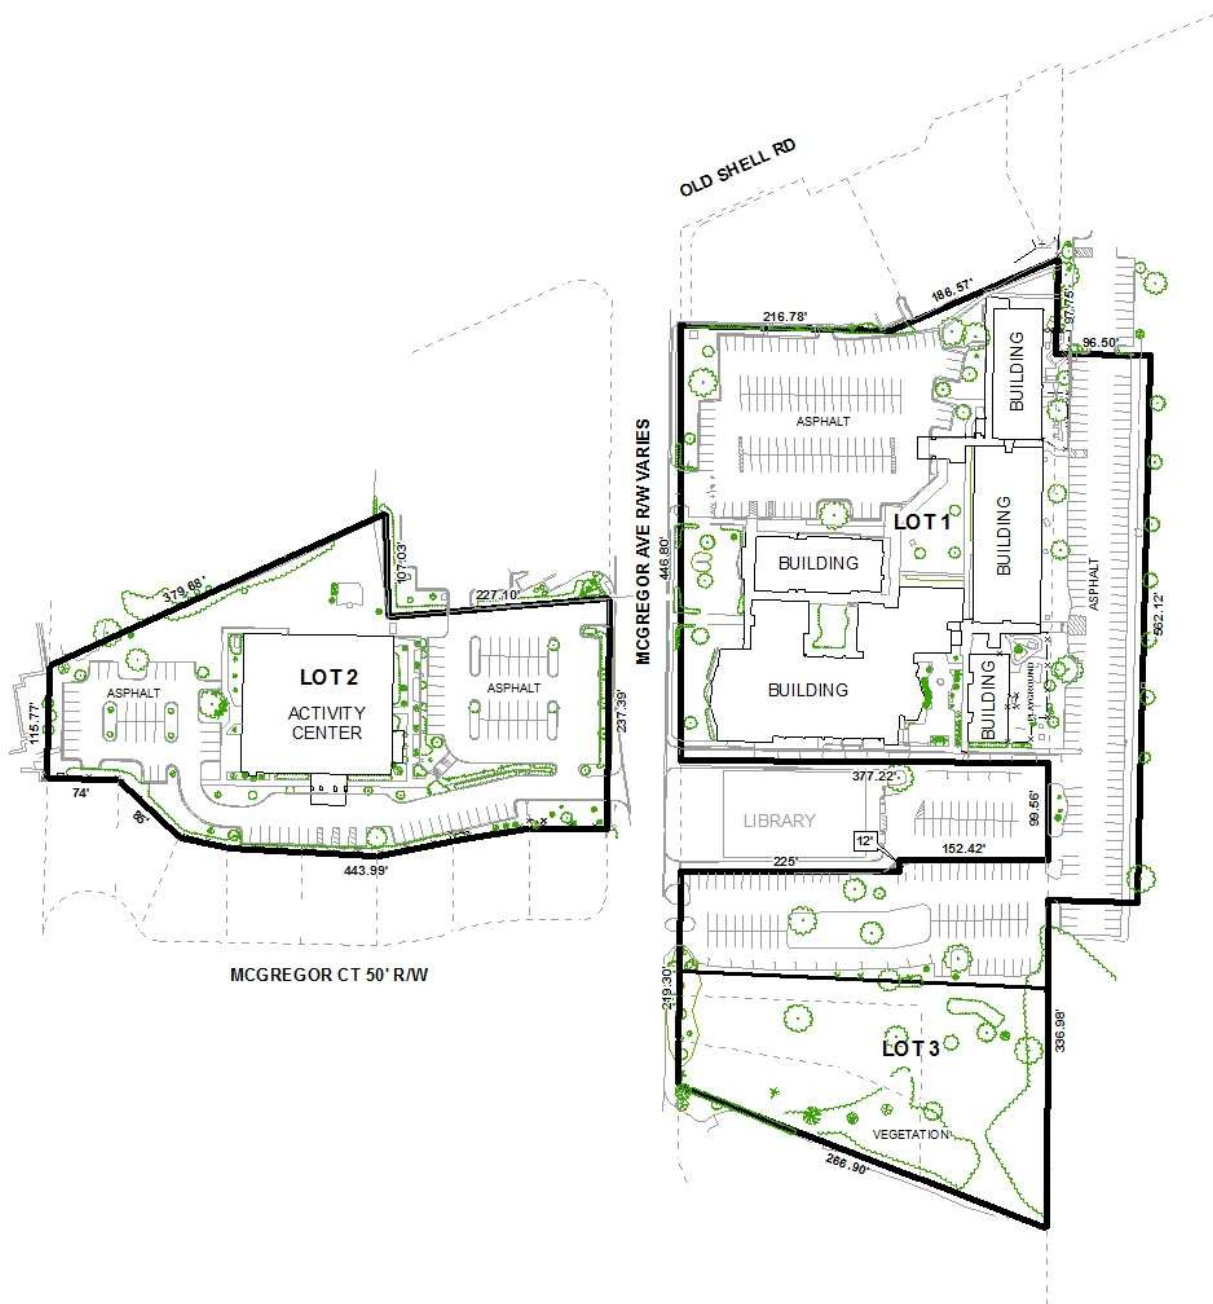 OLD SHELL RD
186.57'
216.78'
97.75'
96.50'
BUILDING
ASPHALT
MCGREGOR AVE R/W VARIES
446.80'
LOT 1
BUILDING
BUILDING
ASPHALT
562.12'
BUILDING
BUILDING
PLAYGROUND
377.22'
LIBRARY
99.56'
12'
152.42'
225'
379.68'
107.03'
227.10'
LOT 2
ACTIVITY
CENTER
ASPHALT
ASPHALT
115.77'
237.39'
74'
86'
443.99'
MCGREGOR CT 50' R/W
219.30'
LOT 3
336.98'
VEGETATION
266.90'